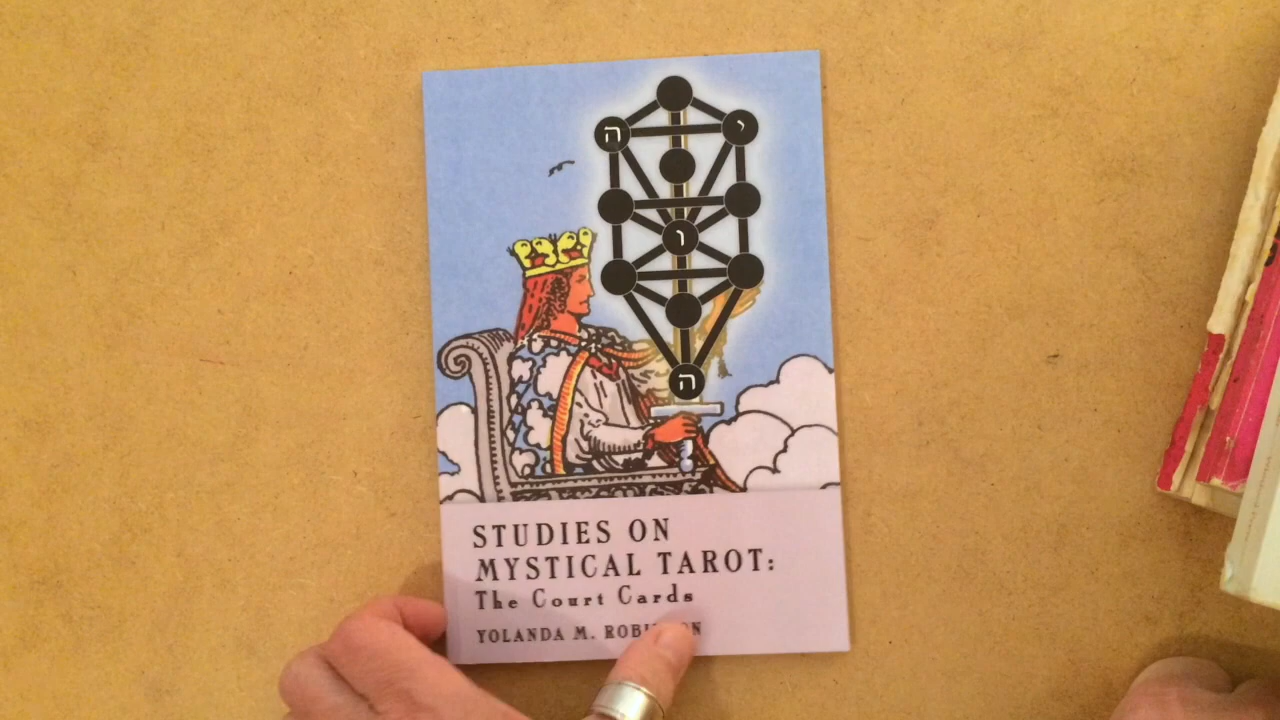 ה י
ו
ה
STUDIES ON
MYSTICAL TAROT:
The Court Cards
YOLANDA M.